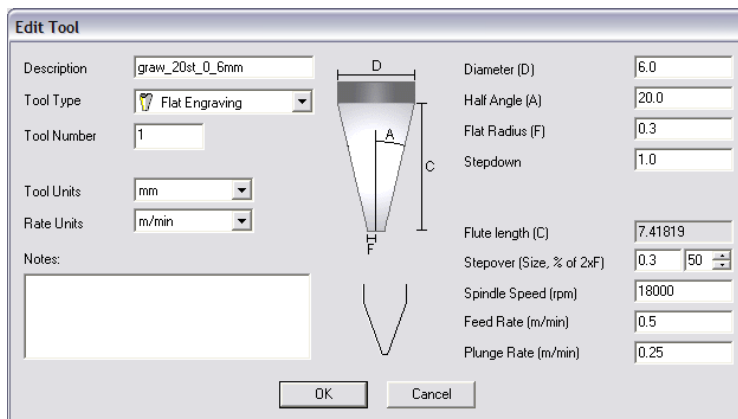 Edit Tool
Description graw_20st_0_6mm
Tool Type Flat Engraving
Tool Number 1
Tool Units mm
Rate Units m/min
Notes:
D
A
C
F
Diameter (D) 6.0
Half Angle (A) 20.0
Flat Radius (F) 0.3
Stepdown 1.0
Flute length (C) 7.41819
Stepover (Size, % of 2xF) 0.3 50
Spindle Speed (rpm) 18000
Feed Rate (m/min) 0.5
Plunge Rate (m/min) 0.25
OK Cancel